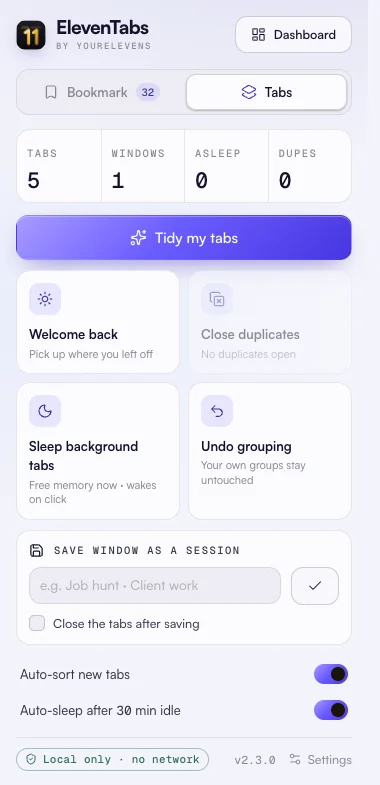 11 ElevenTabs
BY YOURELEVENS
Dashboard
Bookmark 32
Tabs
TABS
5
WINDOWS
1
ASLEEP
0
DUPES
0
Tidy my tabs
Welcome back
Pick up where you left off
Close duplicates
No duplicates open
Sleep background
tabs
Free memory now · wakes
on click
Undo grouping
Your own groups stay
untouched
SAVE WINDOW AS A SESSION
e.g. Job hunt · Client work
Close the tabs after saving
Auto-sort new tabs
Auto-sleep after 30 min idle
Local only · no network
v2.3.0
Settings